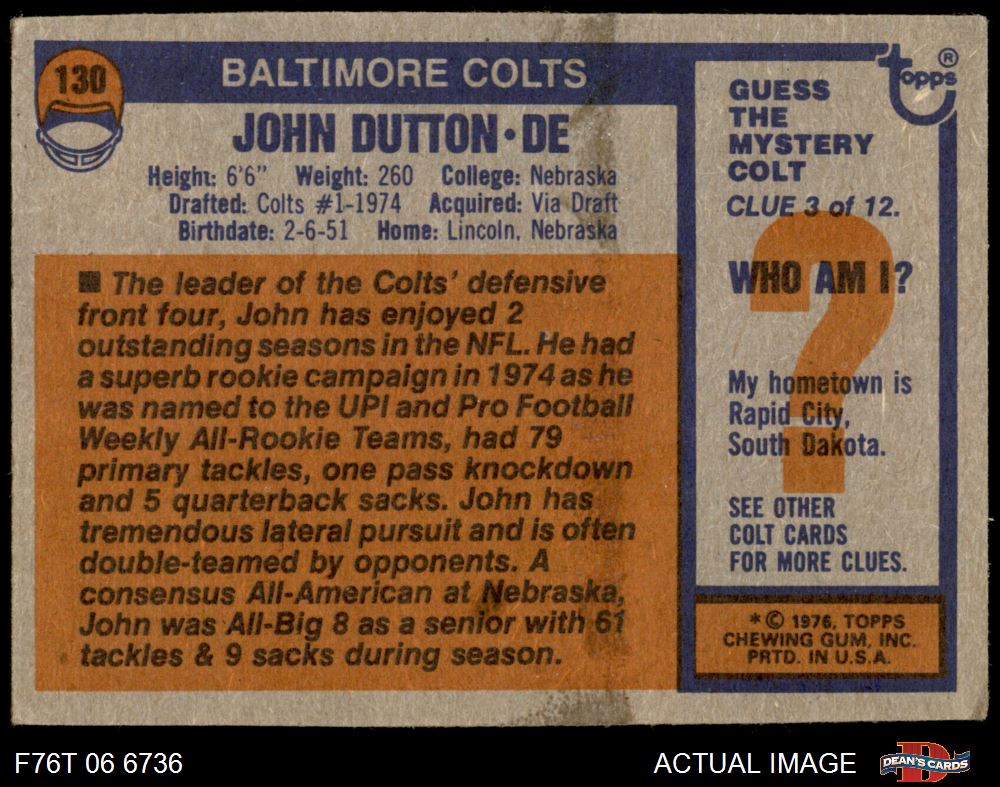 130
BALTIMORE COLTS
JOHN DUTTON • DE
Height: 6'6" Weight: 260 College: Nebraska
Drafted: Colts #1-1974 Acquired: Via Draft
Birthdate: 2-6-51 Home: Lincoln, Nebraska
■ The leader of the Colts' defensive
front four, John has enjoyed 2
outstanding seasons in the NFL. He had
a superb rookie campaign in 1974 as he
was named to the UPI and Pro Football
Weekly All-Rookie Teams, had 79
primary tackles, one pass knockdown
and 5 quarterback sacks. John has
tremendous lateral pursuit and is often
double-teamed by opponents. A
consensus All-American at Nebraska,
John was All-Big 8 as a senior with 61
tackles & 9 sacks during season.
topps ®
GUESS
THE
MYSTERY
COLT
CLUE 3 of 12.
?
WHO AM I?
My hometown is
Rapid City,
South Dakota.
SEE OTHER
COLT CARDS
FOR MORE CLUES.
* © 1976, TOPPS
CHEWING GUM, INC.
PRTD. IN U.S.A.
F76T 06 6736
ACTUAL IMAGE
D
DEAN'S CARDS